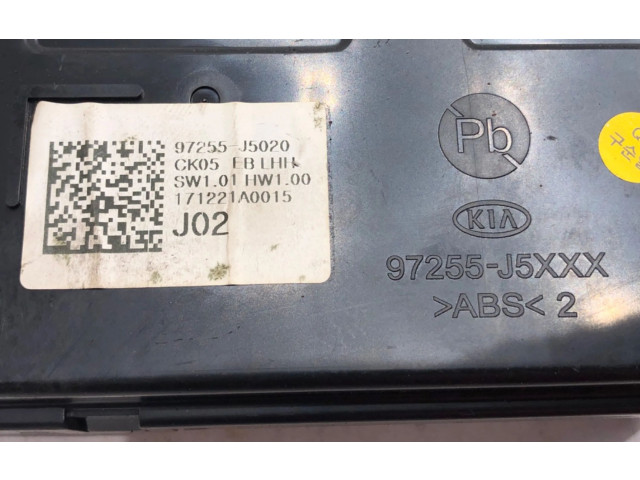 97255-J5020
CK05 EB LHH
SW1.01 HW1.00
171221A0015
J02
Pb
KIA
97255-J5XXX
>ABS< 2